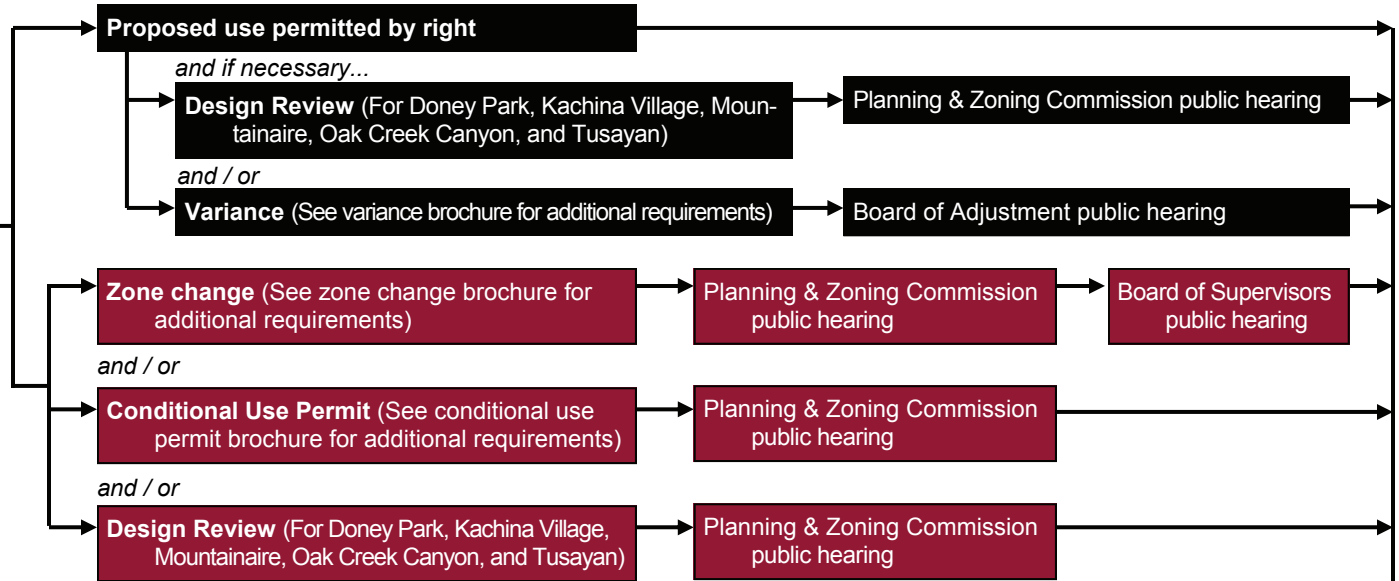 Proposed use permitted by right
and if necessary...
Design Review (For Doney Park, Kachina Village, Moun-
tainaire, Oak Creek Canyon, and Tusayan)
Planning & Zoning Commission public hearing
and / or
Variance (See variance brochure for additional requirements)
Board of Adjustment public hearing
Zone change (See zone change brochure for
additional requirements)
Planning & Zoning Commission
public hearing
Board of Supervisors
public hearing
and / or
Conditional Use Permit (See conditional use
permit brochure for additional requirements)
Planning & Zoning Commission
public hearing
and / or
Design Review (For Doney Park, Kachina Village,
Mountainaire, Oak Creek Canyon, and Tusayan)
Planning & Zoning Commission
public hearing